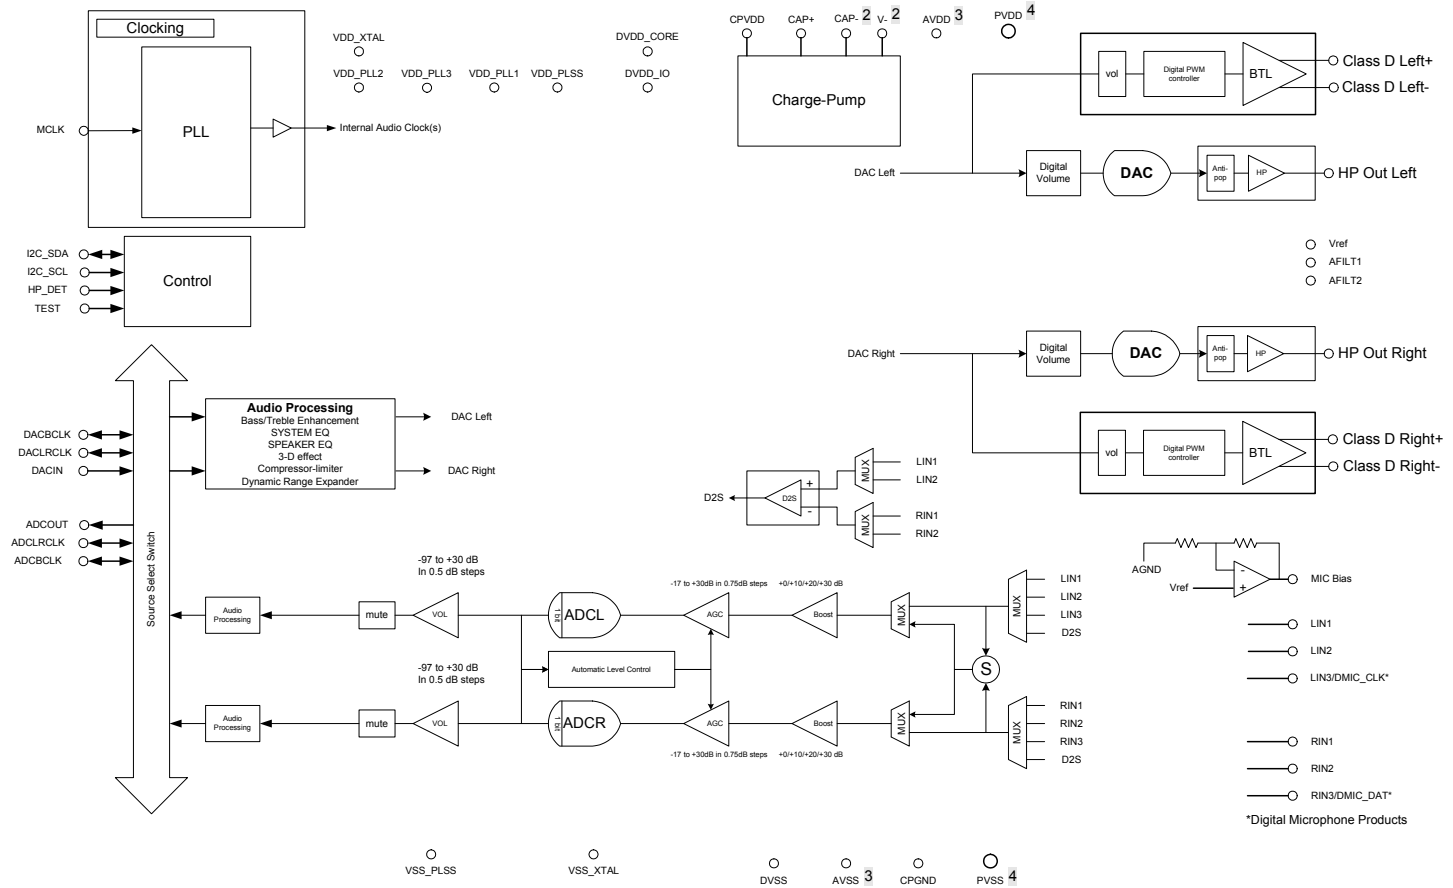 Clocking
PLL
MCLK
Internal Audio Clock(s)
VDD_XTAL
DVDD_CORE
VDD_PLL2
VDD_PLL3
VDD_PLL1
VDD_PLSS
DVDD_IO
CPVDD
CAP+
CAP- 2
V- 2
AVDD 3
PVDD 4
Charge-Pump
vol
Digital PWM
controller
BTL
Class D Left+
Class D Left-
DAC Left
Digital
Volume
DAC
Anti-
pop
HP
HP Out Left
Vref
AFILT1
AFILT2
I2C_SDA
I2C_SCL
HP_DET
TEST
Control
DAC Right
Digital
Volume
DAC
Anti-
pop
HP
HP Out Right
vol
Digital PWM
controller
BTL
Class D Right+
Class D Right-
DACBCLK
DACLRCLK
DACIN
ADCOUT
ADCLRCLK
ADCBCLK
Source Select Switch
Audio Processing
Bass/Treble Enhancement
SYSTEM EQ
SPEAKER EQ
3-D effect
Compressor-limiter
Dynamic Range Expander
DAC Left
DAC Right
D2S
D2S
+
-
MUX
LIN1
LIN2
MUX
RIN1
RIN2
AGND
Vref
-
+
MIC Bias
-97 to +30 dB
In 0.5 dB steps
-17 to +30dB in 0.75dB steps
+0/+10/+20/+30 dB
Audio
Processing
mute
VOL
1 bit
ADCL
AGC
Boost
MUX
MUX
LIN1
LIN2
LIN3
D2S
Automatic Level Control
S
-97 to +30 dB
In 0.5 dB steps
Audio
Processing
mute
VOL
1 bit
ADCR
AGC
Boost
MUX
MUX
RIN1
RIN2
RIN3
D2S
-17 to +30dB in 0.75dB steps
+0/+10/+20/+30 dB
LIN1
LIN2
LIN3/DMIC_CLK*
RIN1
RIN2
RIN3/DMIC_DAT*
*Digital Microphone Products
VSS_PLSS
VSS_XTAL
DVSS
AVSS 3
CPGND
PVSS 4